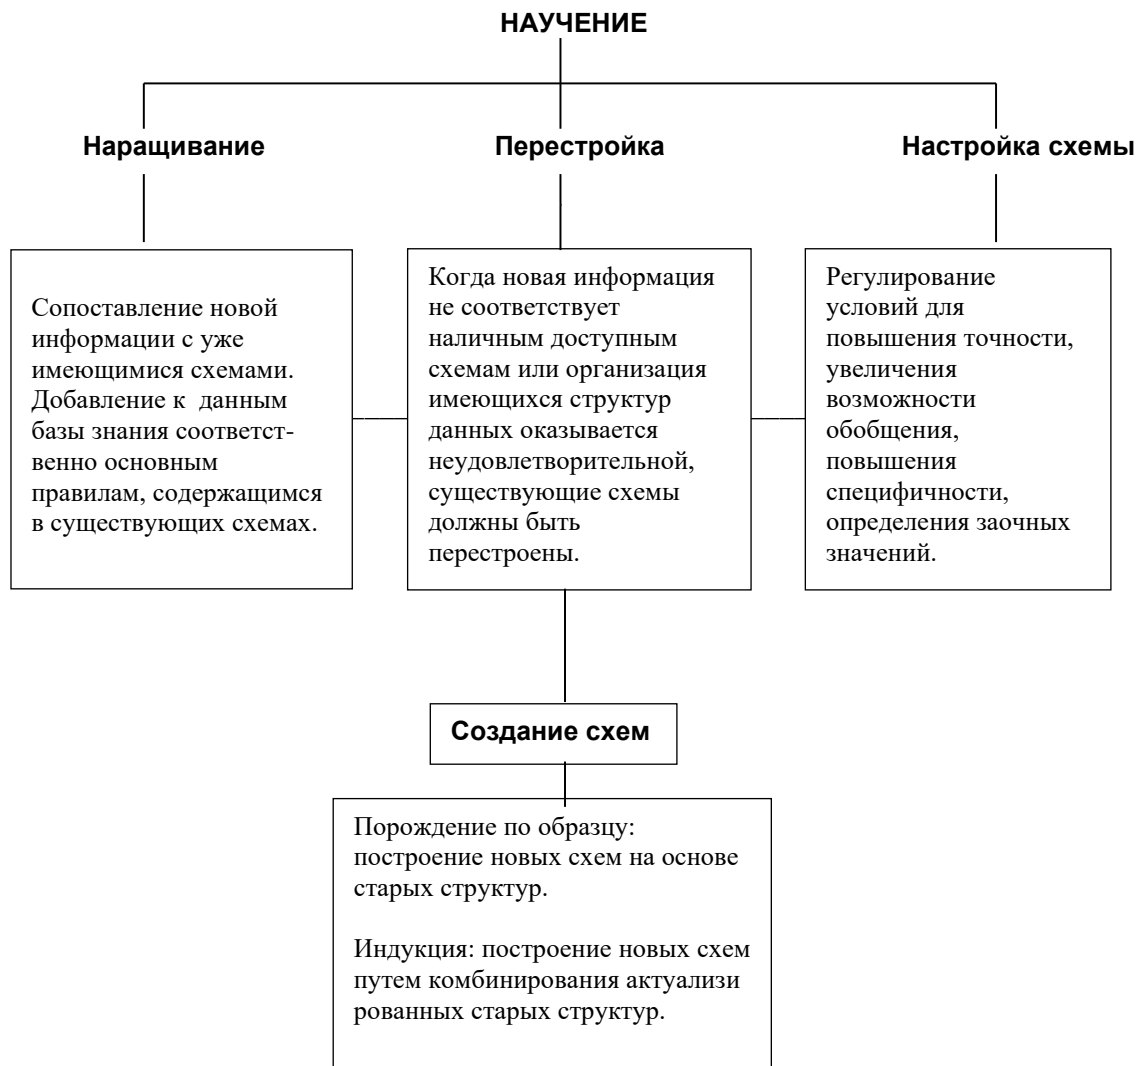 НАУЧЕНИЕ
Наращивание
Перестройка
Настройка схемы
Сопоставление новой
информации с уже
имеющимися схемами.
Добавление к данным
базы знания соответст-
венно основным
правилам, содержащимся
в существующих схемах.
Когда новая информация
не соответствует
наличным доступным
схемам или организация
имеющихся структур
данных оказывается
неудовлетворительной,
существующие схемы
должны быть
перестроены.
Регулирование
условий для
повышения точности,
увеличения
возможности
обобщения,
повышения
специфичности,
определения заочных
значений.
Создание схем
Порождение по образцу:
построение новых схем на основе
старых структур.
Индукция: построение новых схем
путем комбинирования актуализи
рованных старых структур.